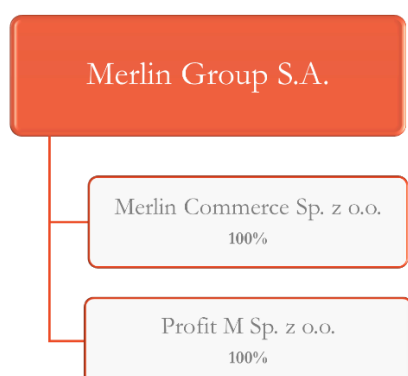 Merlin Group S.A.
Merlin Commerce Sp. z o.o.
100%
Profit M Sp. z o.o.
100%